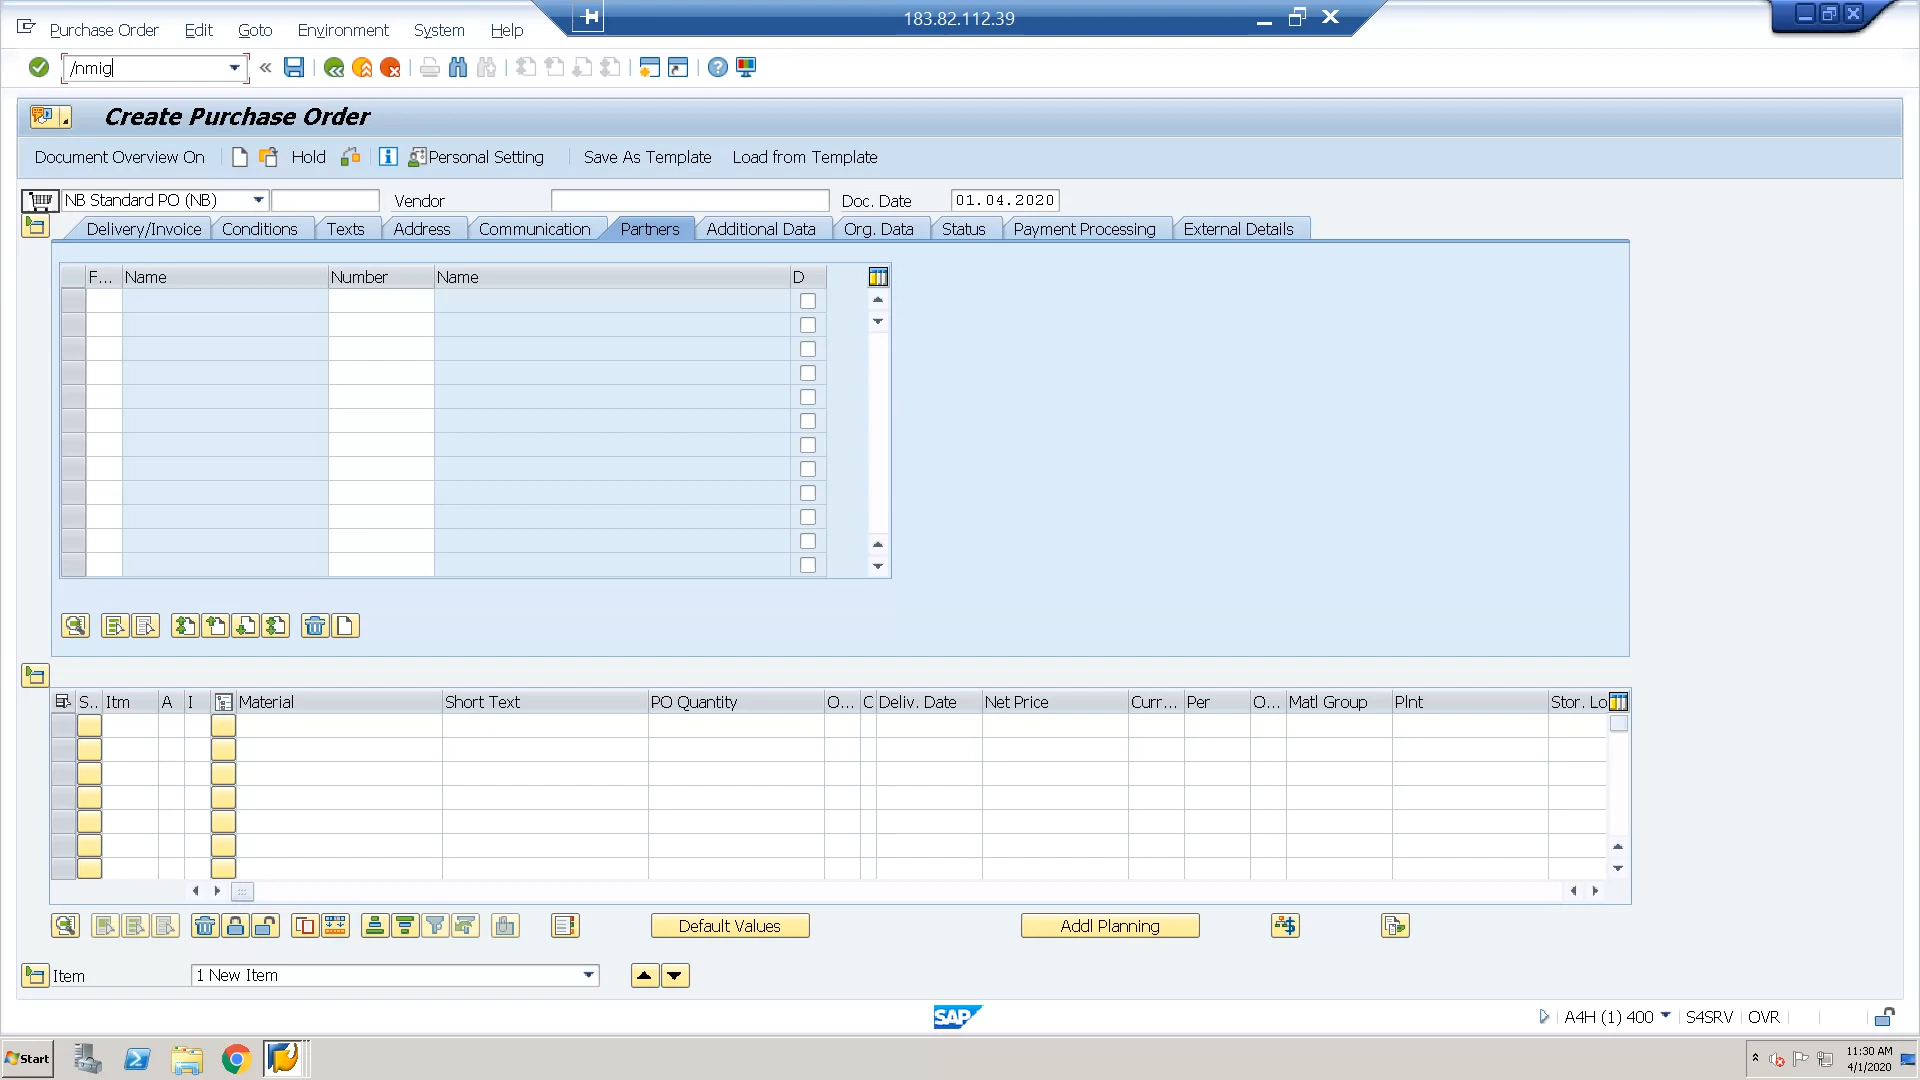 183.82.112.39
Purchase Order Edit Goto Environment System Help
/nmig
Create Purchase Order
Document Overview On Hold Personal Setting Save As Template Load from Template
NB Standard PO (NB) Vendor Doc. Date 01.04.2020
Delivery/Invoice Conditions Texts Address Communication Partners Additional Data Org. Data Status Payment Processing External Details
F... Name Number Name D
S.. Itm A I Material Short Text PO Quantity O... C Deliv. Date Net Price Curr... Per O... Matl Group Plnt Stor. Lo
Default Values Addl Planning
Item 1 New Item
SAP
A4H (1) 400 S4SRV OVR
Start
11:30 AM
4/1/2020